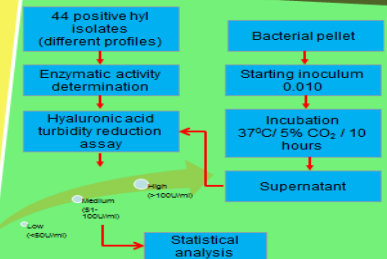 44 positive hyl
isolates
(different profiles)
Enzymatic activity
determination
Hyaluronic acid
turbidity reduction
assay
Bacterial pellet
Starting inoculum
0.010
Incubation
37⁰C/ 5% CO₂ / 10
hours
Supernatant
High
(>100U/ml)
Medium
(51-
100U/ml)
Low
(<50U/ml)
Statistical
analysis